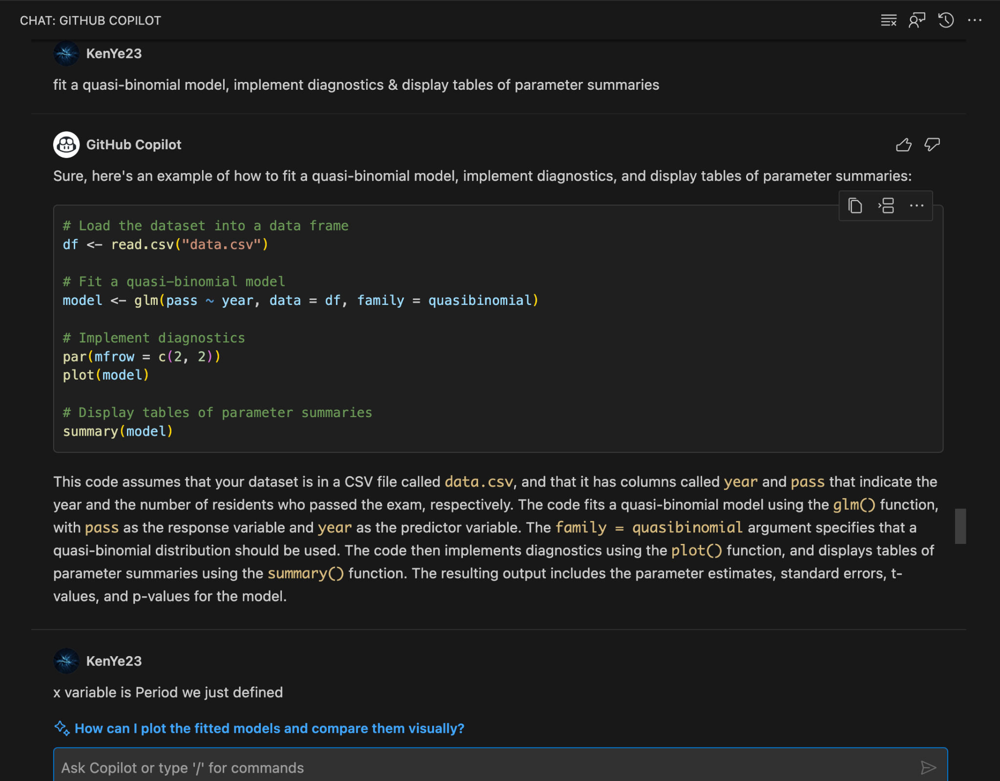 CHAT: GITHUB COPILOT
KenYe23
fit a quasi-binomial model, implement diagnostics & display tables of parameter summaries
GitHub Copilot
Sure, here's an example of how to fit a quasi-binomial model, implement diagnostics, and display tables of parameter summaries:
# Load the dataset into a data frame
df <- read.csv("data.csv")
# Fit a quasi-binomial model
model <- glm(pass ~ year, data = df, family = quasibinomial)
# Implement diagnostics
par(mfrow = c(2, 2))
plot(model)
# Display tables of parameter summaries
summary(model)
This code assumes that your dataset is in a CSV file called data.csv, and that it has columns called year and pass that indicate the
year and the number of residents who passed the exam, respectively. The code fits a quasi-binomial model using the glm() function,
with pass as the response variable and year as the predictor variable. The family = quasibinomial argument specifies that a
quasi-binomial distribution should be used. The code then implements diagnostics using the plot() function, and displays tables of
parameter summaries using the summary() function. The resulting output includes the parameter estimates, standard errors, t-
values, and p-values for the model.
KenYe23
x variable is Period we just defined
How can I plot the fitted models and compare them visually?
Ask Copilot or type '/' for commands